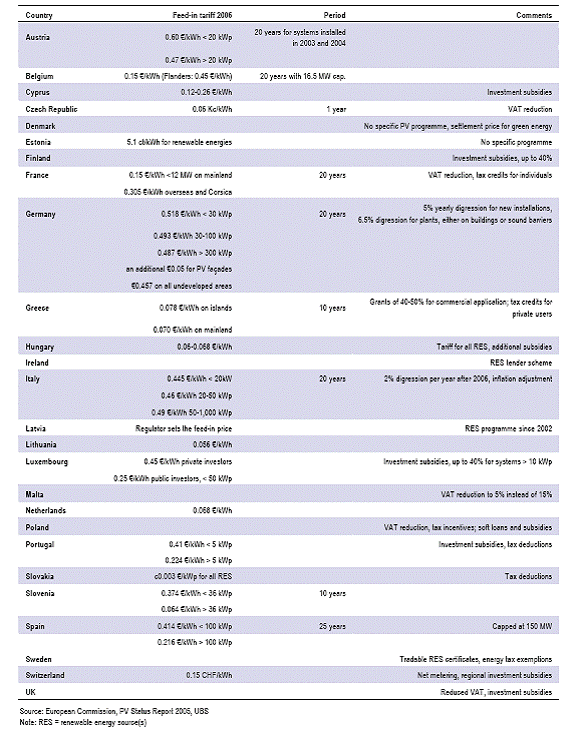 Country Feed-in tariff 2006 Period Comments
Austria 0.60 €/kWh < 20 kWp 20 years for systems installed
in 2003 and 2004
0.47 €/kWh > 20 kWp
Belgium 0.15 €/kWh (Flanders: 0.45 €/kWh) 20 years with 16.5 MW cap.
Cyprus 0.12-0.26 €/kWh Investment subsidies
Czech Republic 0.06 Kc/kWh 1 year VAT reduction
Denmark No specific PV programme, settlement price for green energy
Estonia 5.1 ct/kWh for renewable energies No specific programme
Finland Investment subsidies, up to 40%
France 0.15 €/kWh <12 MW on mainland 20 years VAT reduction, tax credits for individuals
0.305 €/kWh overseas and Corsica
Germany 0.518 €/kWh < 30 kWp 20 years 5% yearly digression for new installations,
6.5% digression for plants, either on buildings or sound barriers
0.493 €/kWh 30-100 kWp
0.487 €/kWh > 300 kWp
an additional €0.05 for PV façades
€0.457 on all undeveloped areas
Greece 0.078 €/kWh on islands 10 years Grants of 40-50% for commercial application; tax credits for
private users
0.070 €/kWh on mainland
Hungary 0.06-0.068 €/kWh Tariff for all RES, additional subsidies
Ireland RES tender scheme
Italy 0.445 €/kWh < 20kW 20 years 2% digression per year after 2006, inflation adjustment
0.46 €/kWh 20-50 kWp
0.49 €/kWh 50-1,000 kWp
Latvia Regulator sets the feed-in price RES programme since 2002
Lithuania 0.056 €/kWh
Luxembourg 0.45 €/kWh private investors Investment subsidies, up to 40% for systems > 10 kWp
0.25 €/kWh public investors, < 50 kWp
Malta VAT reduction to 5% instead of 15%
Netherlands 0.068 €/kWh
Poland VAT reduction, tax incentives; soft loans and subsidies
Portugal 0.41 €/kWh < 5 kWp Investment subsidies, tax deductions
0.224 €/kWh > 5 kWp
Slovakia c0.003 €/kWp for all RES Tax deductions
Slovenia 0.374 €/kWh < 36 kWp 10 years
0.064 €/kWh > 36 kWp
Spain 0.414 €/kWh < 100 kWp 25 years Capped at 150 MW
0.216 €/kWh > 100 kWp
Sweden Tradable RES certificates, energy tax exemptions
Switzerland 0.15 CHF/kWh Net metering, regional investment subsidies
UK Reduced VAT, investment subsidies
Source: European Commission, PV Status Report 2005, UBS
Note: RES = renewable energy source(s)